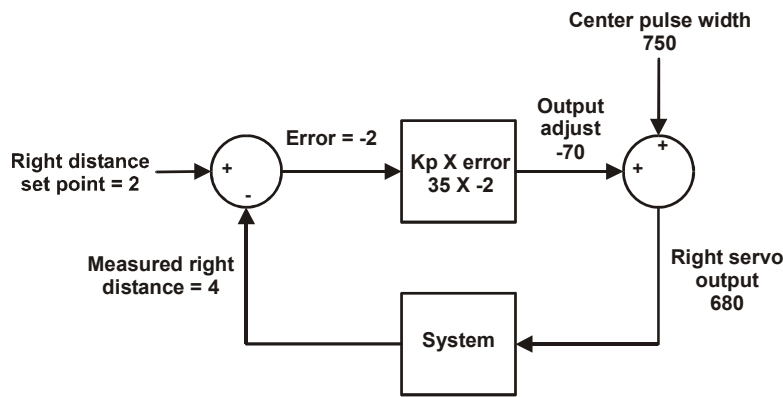 Center pulse width
750
Output
adjust
-70
Error = -2
Right distance
set point = 2
+
-
Kp X error
35 X -2
+
+
Measured right
distance = 4
System
Right servo
output
680